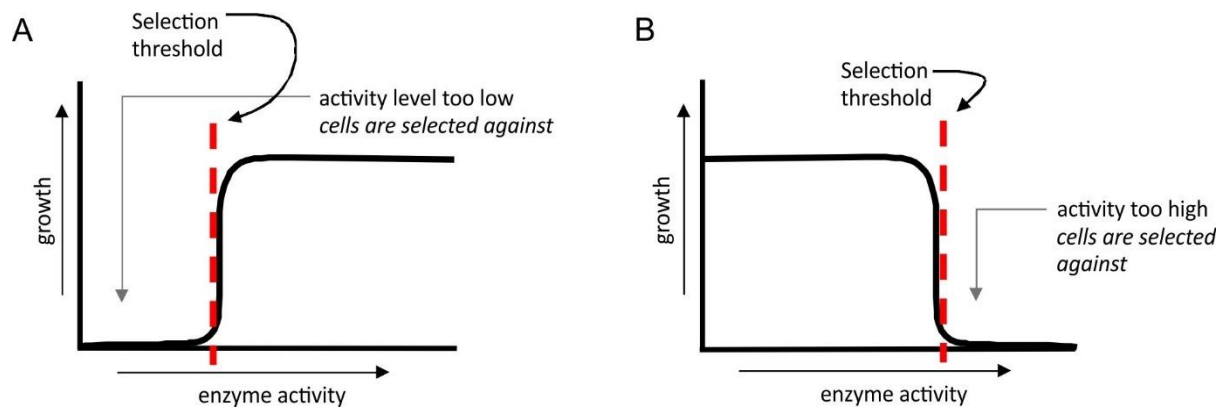 A
Selection
threshold
activity level too low
cells are selected against
growth
enzyme activity
B
Selection
threshold
activity too high
cells are selected
against
growth
enzyme activity